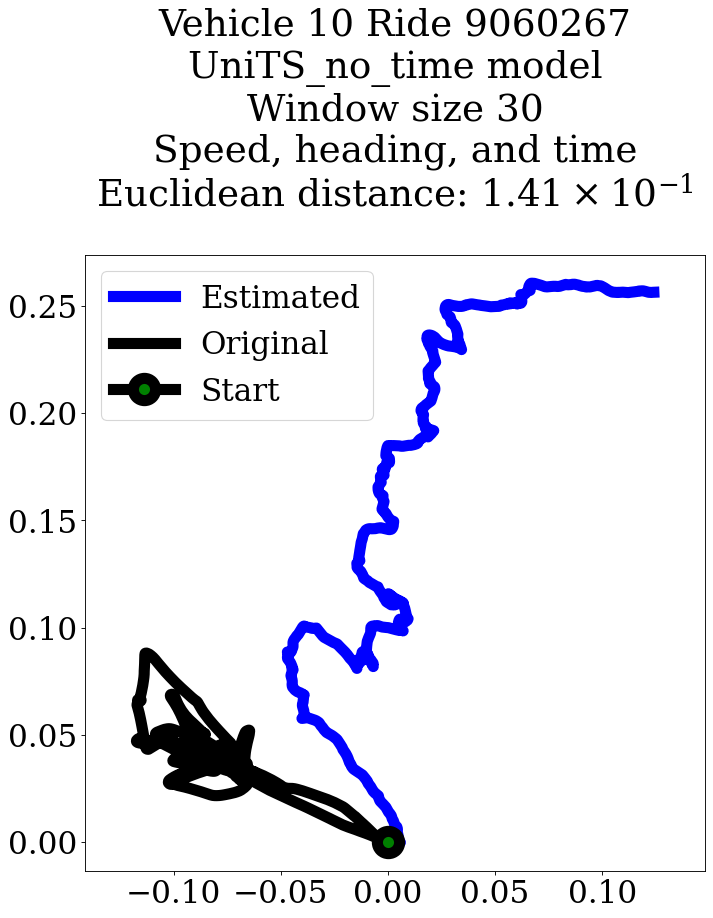 Vehicle 10 Ride 9060267
UniTS_no_time model
Window size 30
Speed, heading, and time
Euclidean distance: 1.41 × 10⁻¹
Estimated
Original
Start
0.25
0.20
0.15
0.10
0.05
0.00
−0.10 −0.05 0.00 0.05 0.10